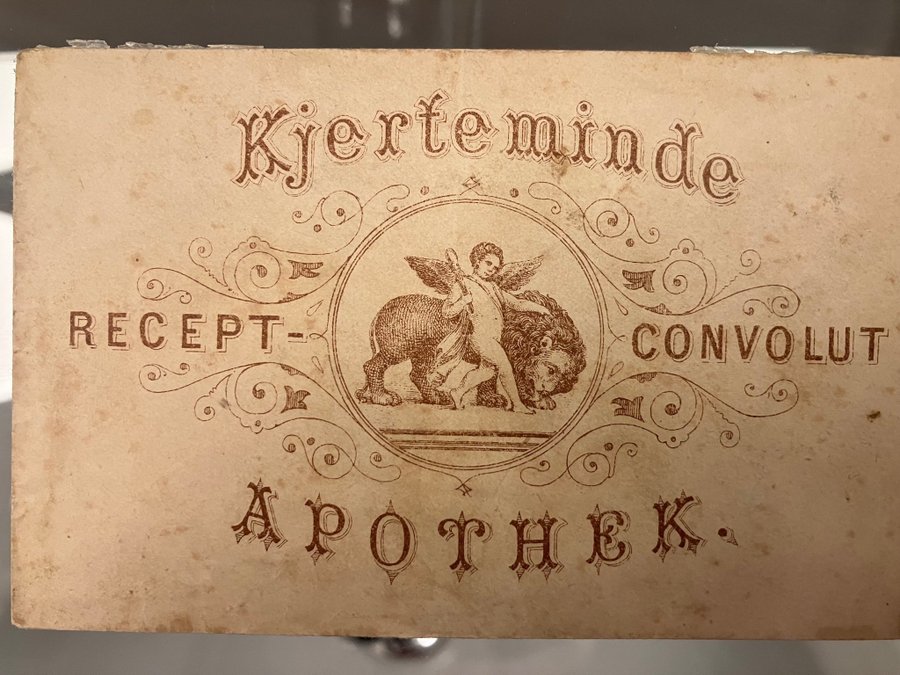 Kjerteminde
RECEPT- CONVOLUT
APOTHEK.